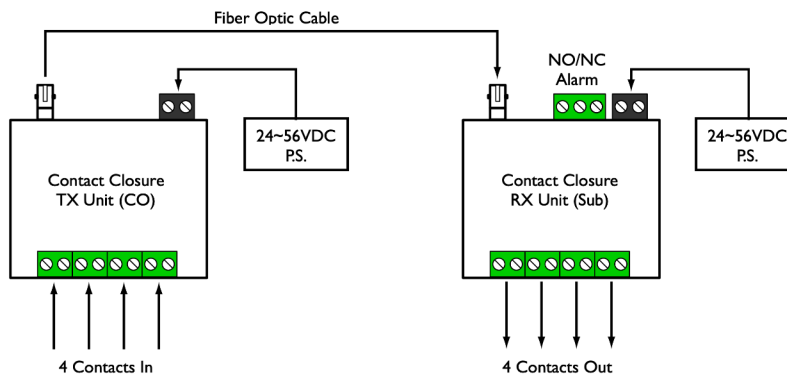 Fiber Optic Cable
NO/NC
Alarm
24~56VDC
P.S.
24~56VDC
P.S.
Contact Closure
TX Unit (CO)
Contact Closure
RX Unit (Sub)
4 Contacts In
4 Contacts Out